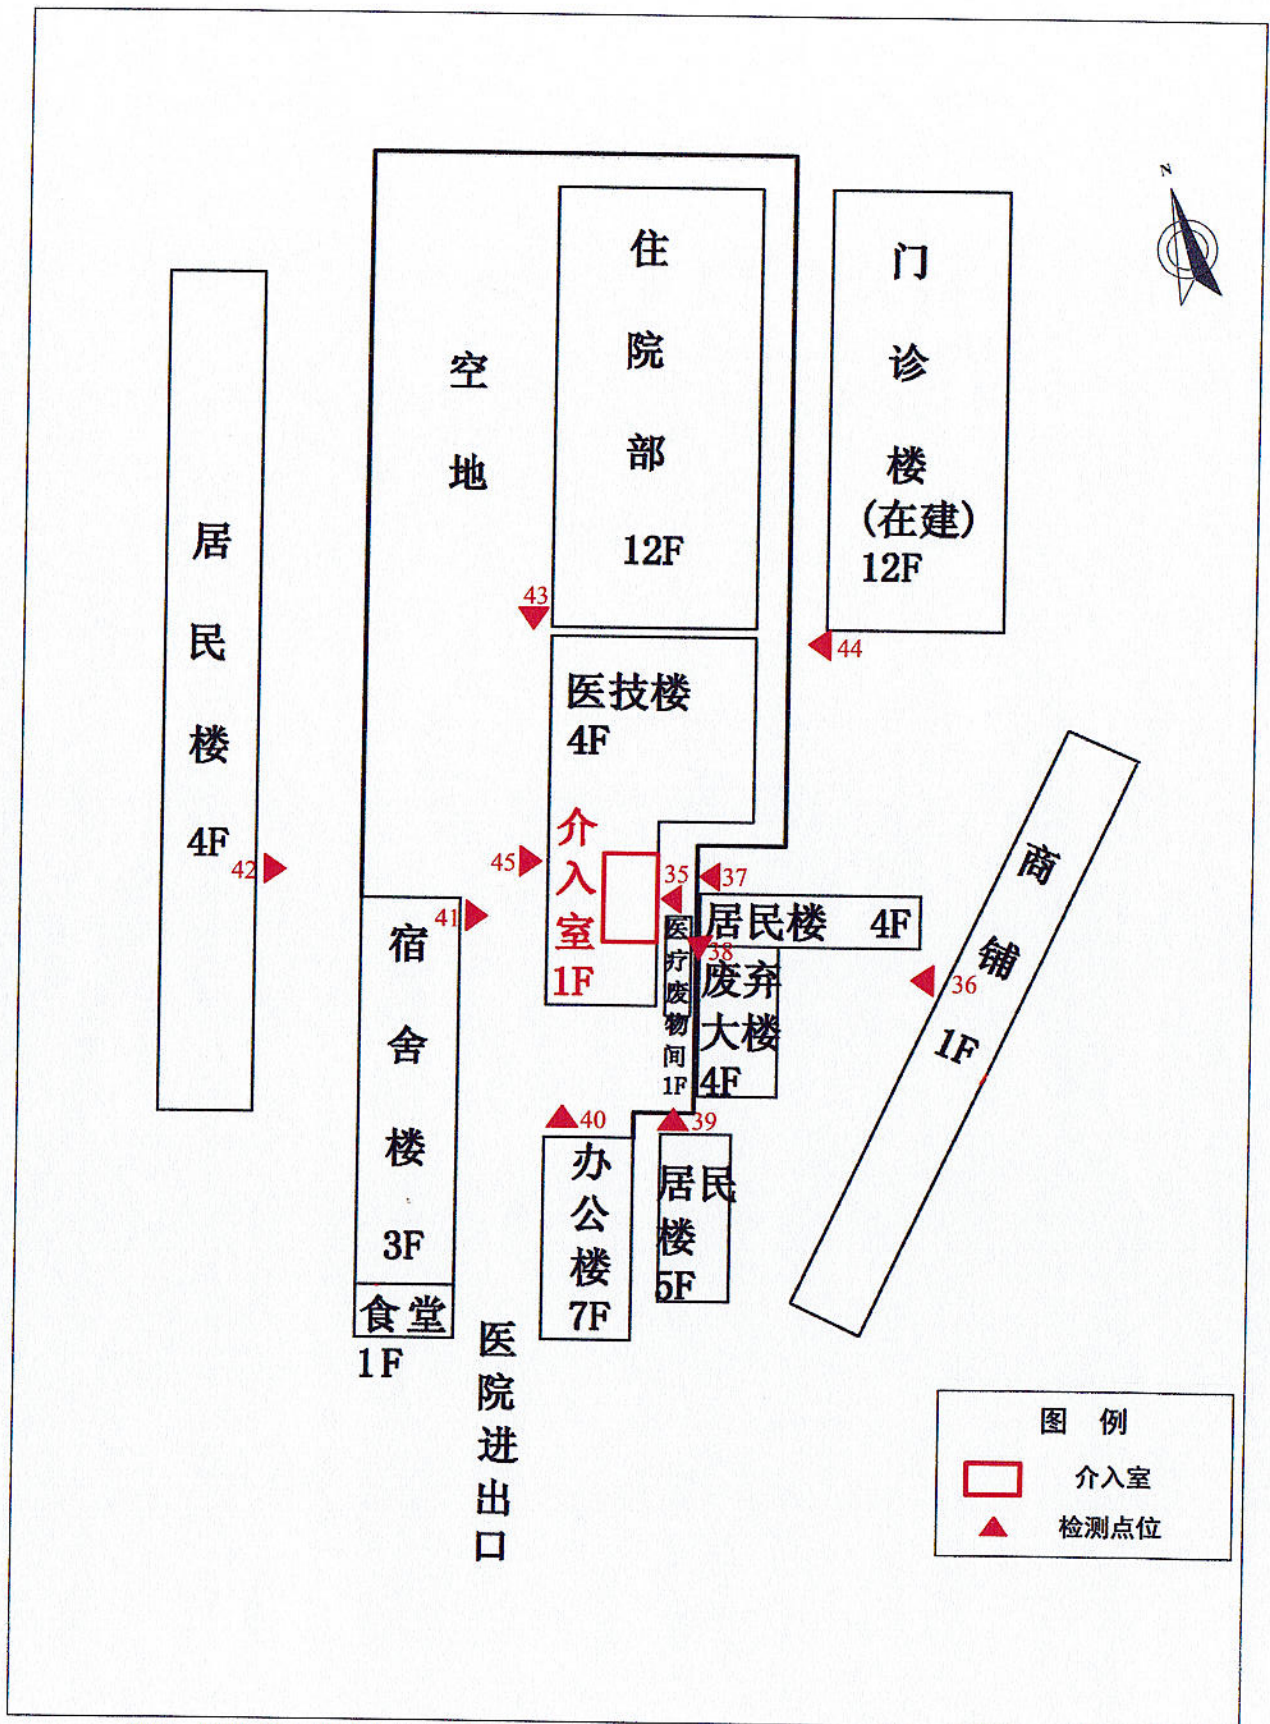 N
住院部
12F
门诊楼
(在建)
12F
空地
居民楼
4F
43
44
医技楼
4F
介入室
1F
42
45
41
35
37
居民楼 4F
38
医疗废物间
1F
废弃
大楼
4F
36
商铺
1F
宿舍楼
3F
食堂
1F
40
39
办公楼
7F
居民
楼
5F
医院进出口
图 例
介入室
检测点位